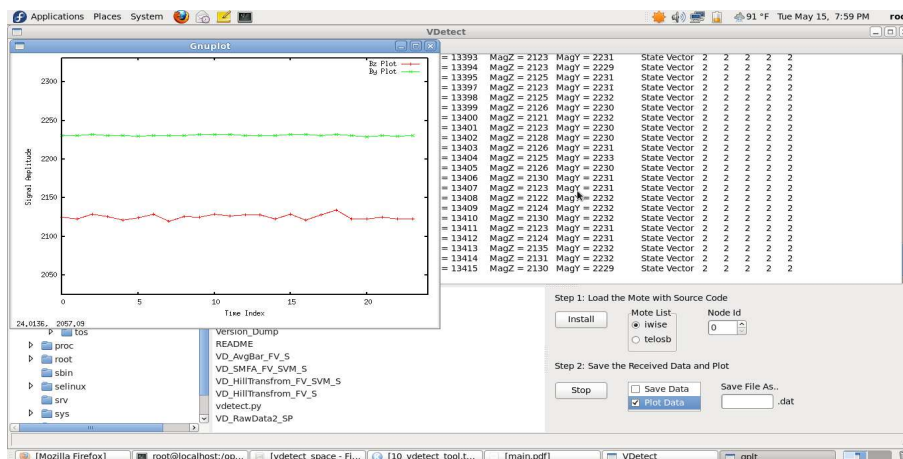 Applications Places System 91 °F Tue May 15, 7:59 PM roo
VDetect
Gnuplot
Bz Plot
By Plot
2300
2250
2200
2150
2100
2050
Signal Amplitude
0 5 10 15 20
Time Index
24.0136, 2057.09
= 13393 MagZ = 2123 MagY = 2231 State Vector 2 2 2 2 2
= 13394 MagZ = 2123 MagY = 2229 State Vector 2 2 2 2 2
= 13395 MagZ = 2125 MagY = 2231 State Vector 2 2 2 2 2
= 13397 MagZ = 2123 MagY = 2231 State Vector 2 2 2 2 2
= 13398 MagZ = 2125 MagY = 2232 State Vector 2 2 2 2 2
= 13399 MagZ = 2126 MagY = 2230 State Vector 2 2 2 2 2
= 13400 MagZ = 2121 MagY = 2232 State Vector 2 2 2 2 2
= 13401 MagZ = 2123 MagY = 2230 State Vector 2 2 2 2 2
= 13402 MagZ = 2128 MagY = 2230 State Vector 2 2 2 2 2
= 13403 MagZ = 2126 MagY = 2231 State Vector 2 2 2 2 2
= 13404 MagZ = 2125 MagY = 2233 State Vector 2 2 2 2 2
= 13405 MagZ = 2126 MagY = 2230 State Vector 2 2 2 2 2
= 13406 MagZ = 2130 MagY = 2231 State Vector 2 2 2 2 2
= 13407 MagZ = 2123 MagY = 2231 State Vector 2 2 2 2 2
= 13408 MagZ = 2122 MagY = 2232 State Vector 2 2 2 2 2
= 13409 MagZ = 2124 MagY = 2232 State Vector 2 2 2 2 2
= 13410 MagZ = 2130 MagY = 2232 State Vector 2 2 2 2 2
= 13411 MagZ = 2123 MagY = 2231 State Vector 2 2 2 2 2
= 13412 MagZ = 2124 MagY = 2231 State Vector 2 2 2 2 2
= 13413 MagZ = 2135 MagY = 2232 State Vector 2 2 2 2 2
= 13414 MagZ = 2131 MagY = 2232 State Vector 2 2 2 2 2
= 13415 MagZ = 2130 MagY = 2229 State Vector 2 2 2 2 2
tos
proc
root
sbin
selinux
srv
sys
Version_Dump
README
VD_AvgBar_FV_S
VD_SMFA_FV_SVM_S
VD_HillTransfrom_FV_SVM_S
VD_HillTransfrom_FV_S
vdetect.py
VD_RawData2_SP
Step 1: Load the Mote with Source Code
Install
Mote List
iwise
telosb
Node Id
0
Step 2: Save the Received Data and Plot
Stop
Save Data
Plot Data
Save File As..
.dat
[Mozilla Firefox] root@localhost:/op... [vdetect_space - Fi... [10_vdetect_tool.t... [main.pdf] VDetect gplt